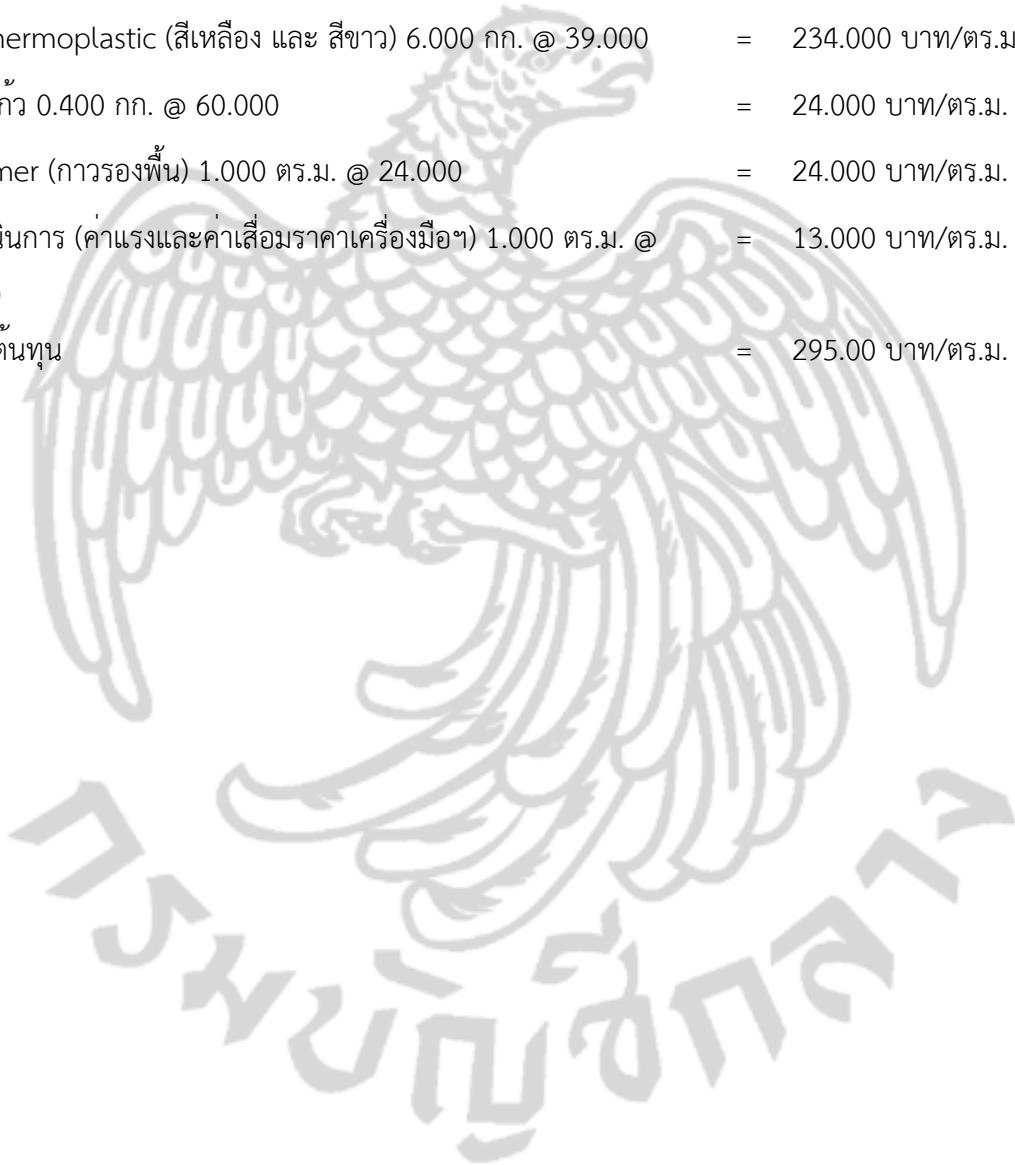 hermoplastic (สีเหลือง และ สีขาว) 6.000 กก. @ 39.000 = 234.000 บาท/ตร.ม
ก้ว 0.400 กก. @ 60.000 = 24.000 บาท/ตร.ม.
mer (กาวรองพื้น) 1.000 ตร.ม. @ 24.000 = 24.000 บาท/ตร.ม.
นินการ (ค่าแรงและค่าเสื่อมราคาเครื่องมือฯ) 1.000 ตร.ม. @ = 13.000 บาท/ตร.ม.
ต้นทุน = 295.00 บาท/ตร.ม.
กรมบัญชีกลาง